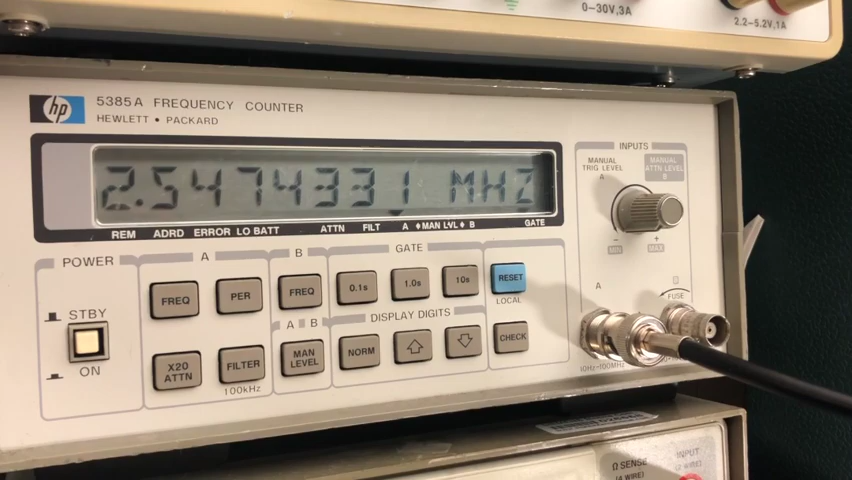 0-30V,3A
2.2-5.2V,1A
hp
5385A FREQUENCY COUNTER
HEWLETT • PACKARD
2.5474331 MHZ
REM ADRD ERROR LO BATT ATTN FILT A ♦MAN LVL♦ B GATE
INPUTS
MANUAL TRIG LEVEL A
MANUAL ATTN LEVEL B
- +
MIN MAX
POWER
STBY
ON
A
FREQ PER
X20 ATTN FILTER
100kHz
B
FREQ
A B
MAN LEVEL
GATE
0.1s 1.0s 10s
RESET
LOCAL
DISPLAY DIGITS
NORM
CHECK
A B
FUSE
10Hz-100MHz
Ω SENSE
(4 WIRE)
INPUT
(2 WIRE)